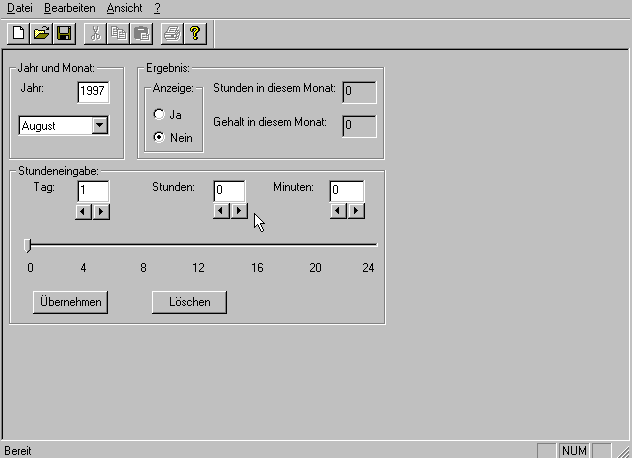 Datei Bearbeiten Ansicht ?
Jahr und Monat:
Jahr: 1997
August
Ergebnis:
Anzeige:
Ja
Nein
Stunden in diesem Monat: 0
Gehalt in diesem Monat: 0
Stundeneingabe:
Tag: 1 Stunden: 0 Minuten: 0
0 4 8 12 16 20 24
Übernehmen Löschen
Bereit NUM